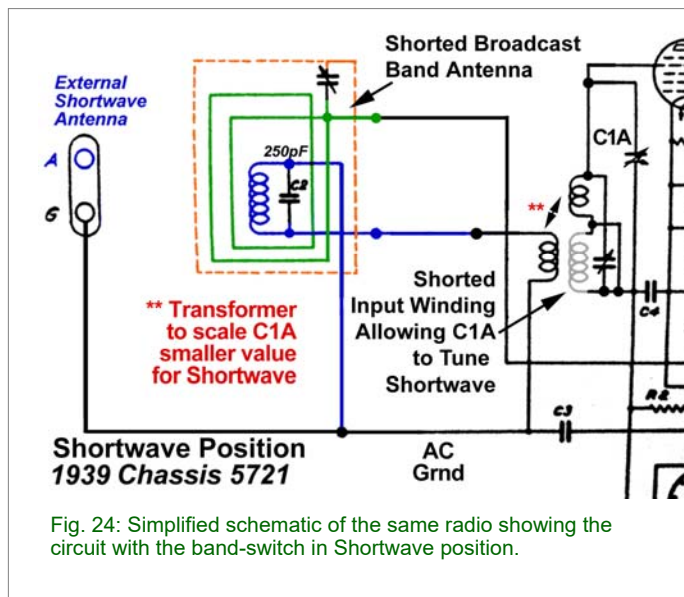 Shorted Broadcast
Band Antenna
External
Shortwave
Antenna
A
G
250pF
C2
C1A
**
Shorted
Input Winding
Allowing C1A
to Tune
Shortwave
** Transformer
to scale C1A
smaller value
for Shortwave
C4
R2
C3
AC
Grnd
Shortwave Position
1939 Chassis 5721
Fig. 24: Simplified schematic of the same radio showing the
circuit with the band-switch in Shortwave position.